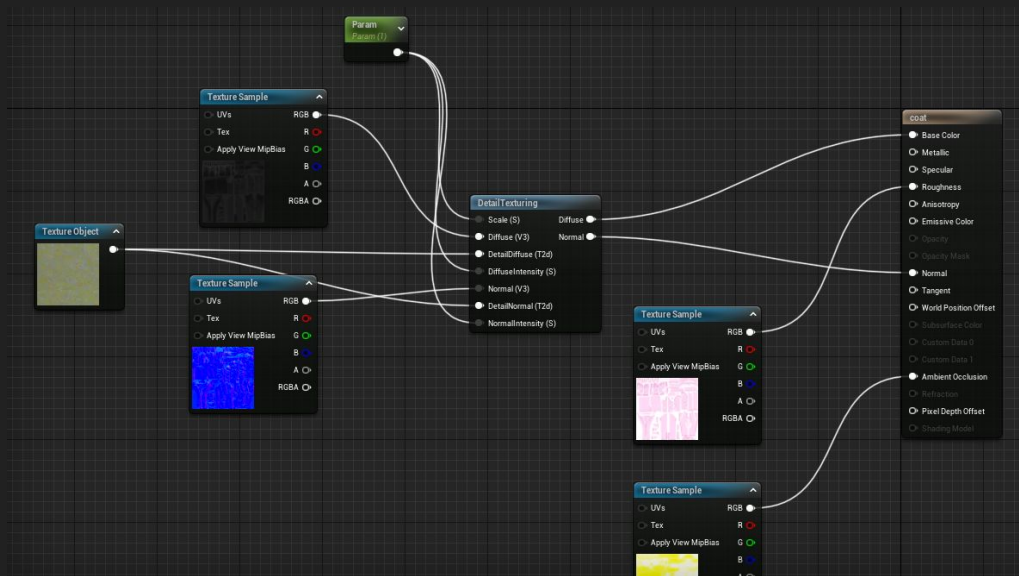 Param
Param (1)
Texture Sample
UVs RGB
Tex R
Apply View MipBias G
B
A
RGBA
Texture Object
Texture Sample
UVs RGB
Tex R
Apply View MipBias G
B
A
RGBA
DetailTexturing
Scale (S) Diffuse
Diffuse (V3) Normal
DetailDiffuse (T2d)
DiffuseIntensity (S)
Normal (V3)
DetailNormal (T2d)
NormalIntensity (S)
Texture Sample
UVs RGB
Tex R
Apply View MipBias G
B
A
RGBA
Texture Sample
UVs RGB
Tex R
Apply View MipBias G
B
A
coat
Base Color
Metallic
Specular
Roughness
Anisotropy
Emissive Color
Opacity
Opacity Mask
Normal
Tangent
World Position Offset
Subsurface Color
Custom Data 0
Custom Data 1
Ambient Occlusion
Refraction
Pixel Depth Offset
Shading Model